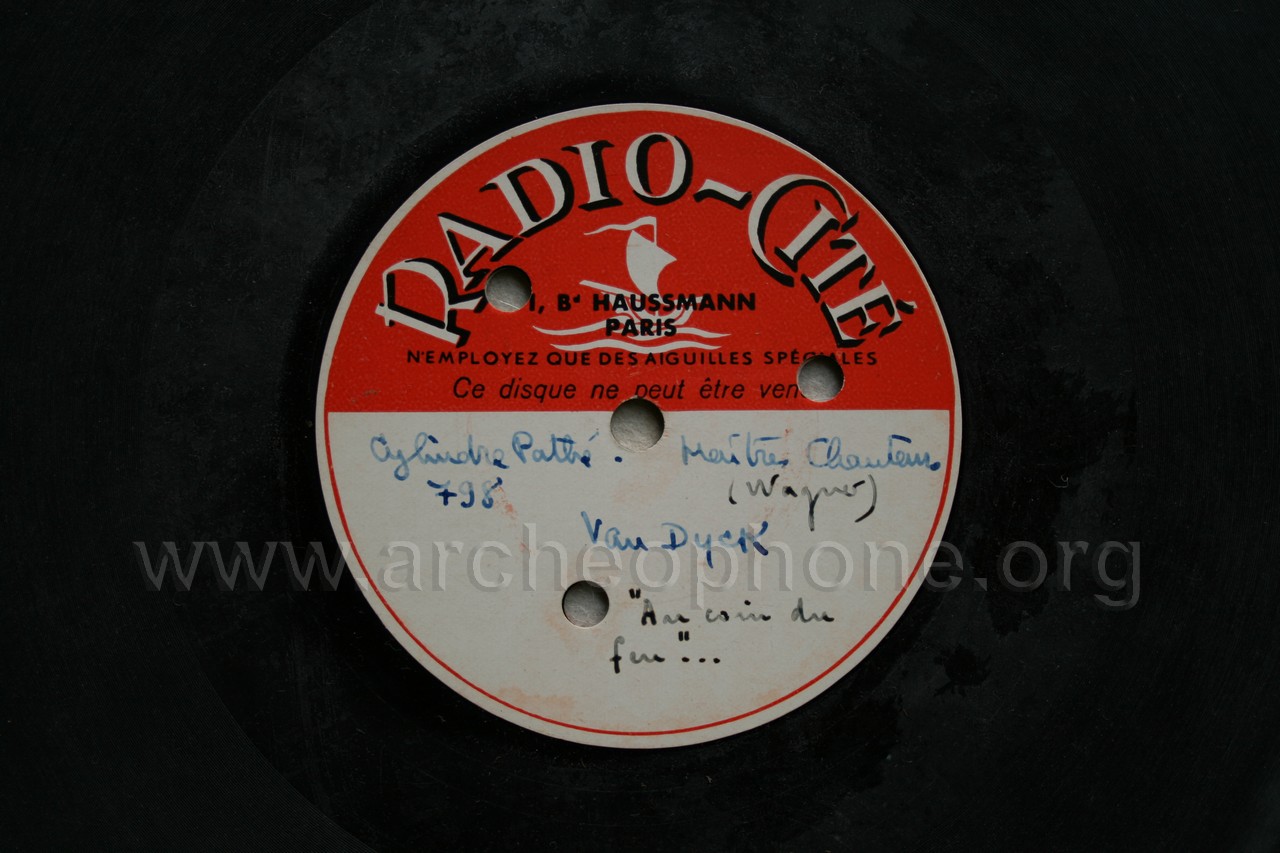 RADIO-CITÉ
1, Bd HAUSSMANN
PARIS
N'EMPLOYEZ QUE DES AIGUILLES SPÉCIALES
Ce disque ne peut être
Cylindre Pathé. Maîtres Chanteurs
798 (Wagner)
Van Dyck
www.archeophone.org
"Au coin du
feu"...